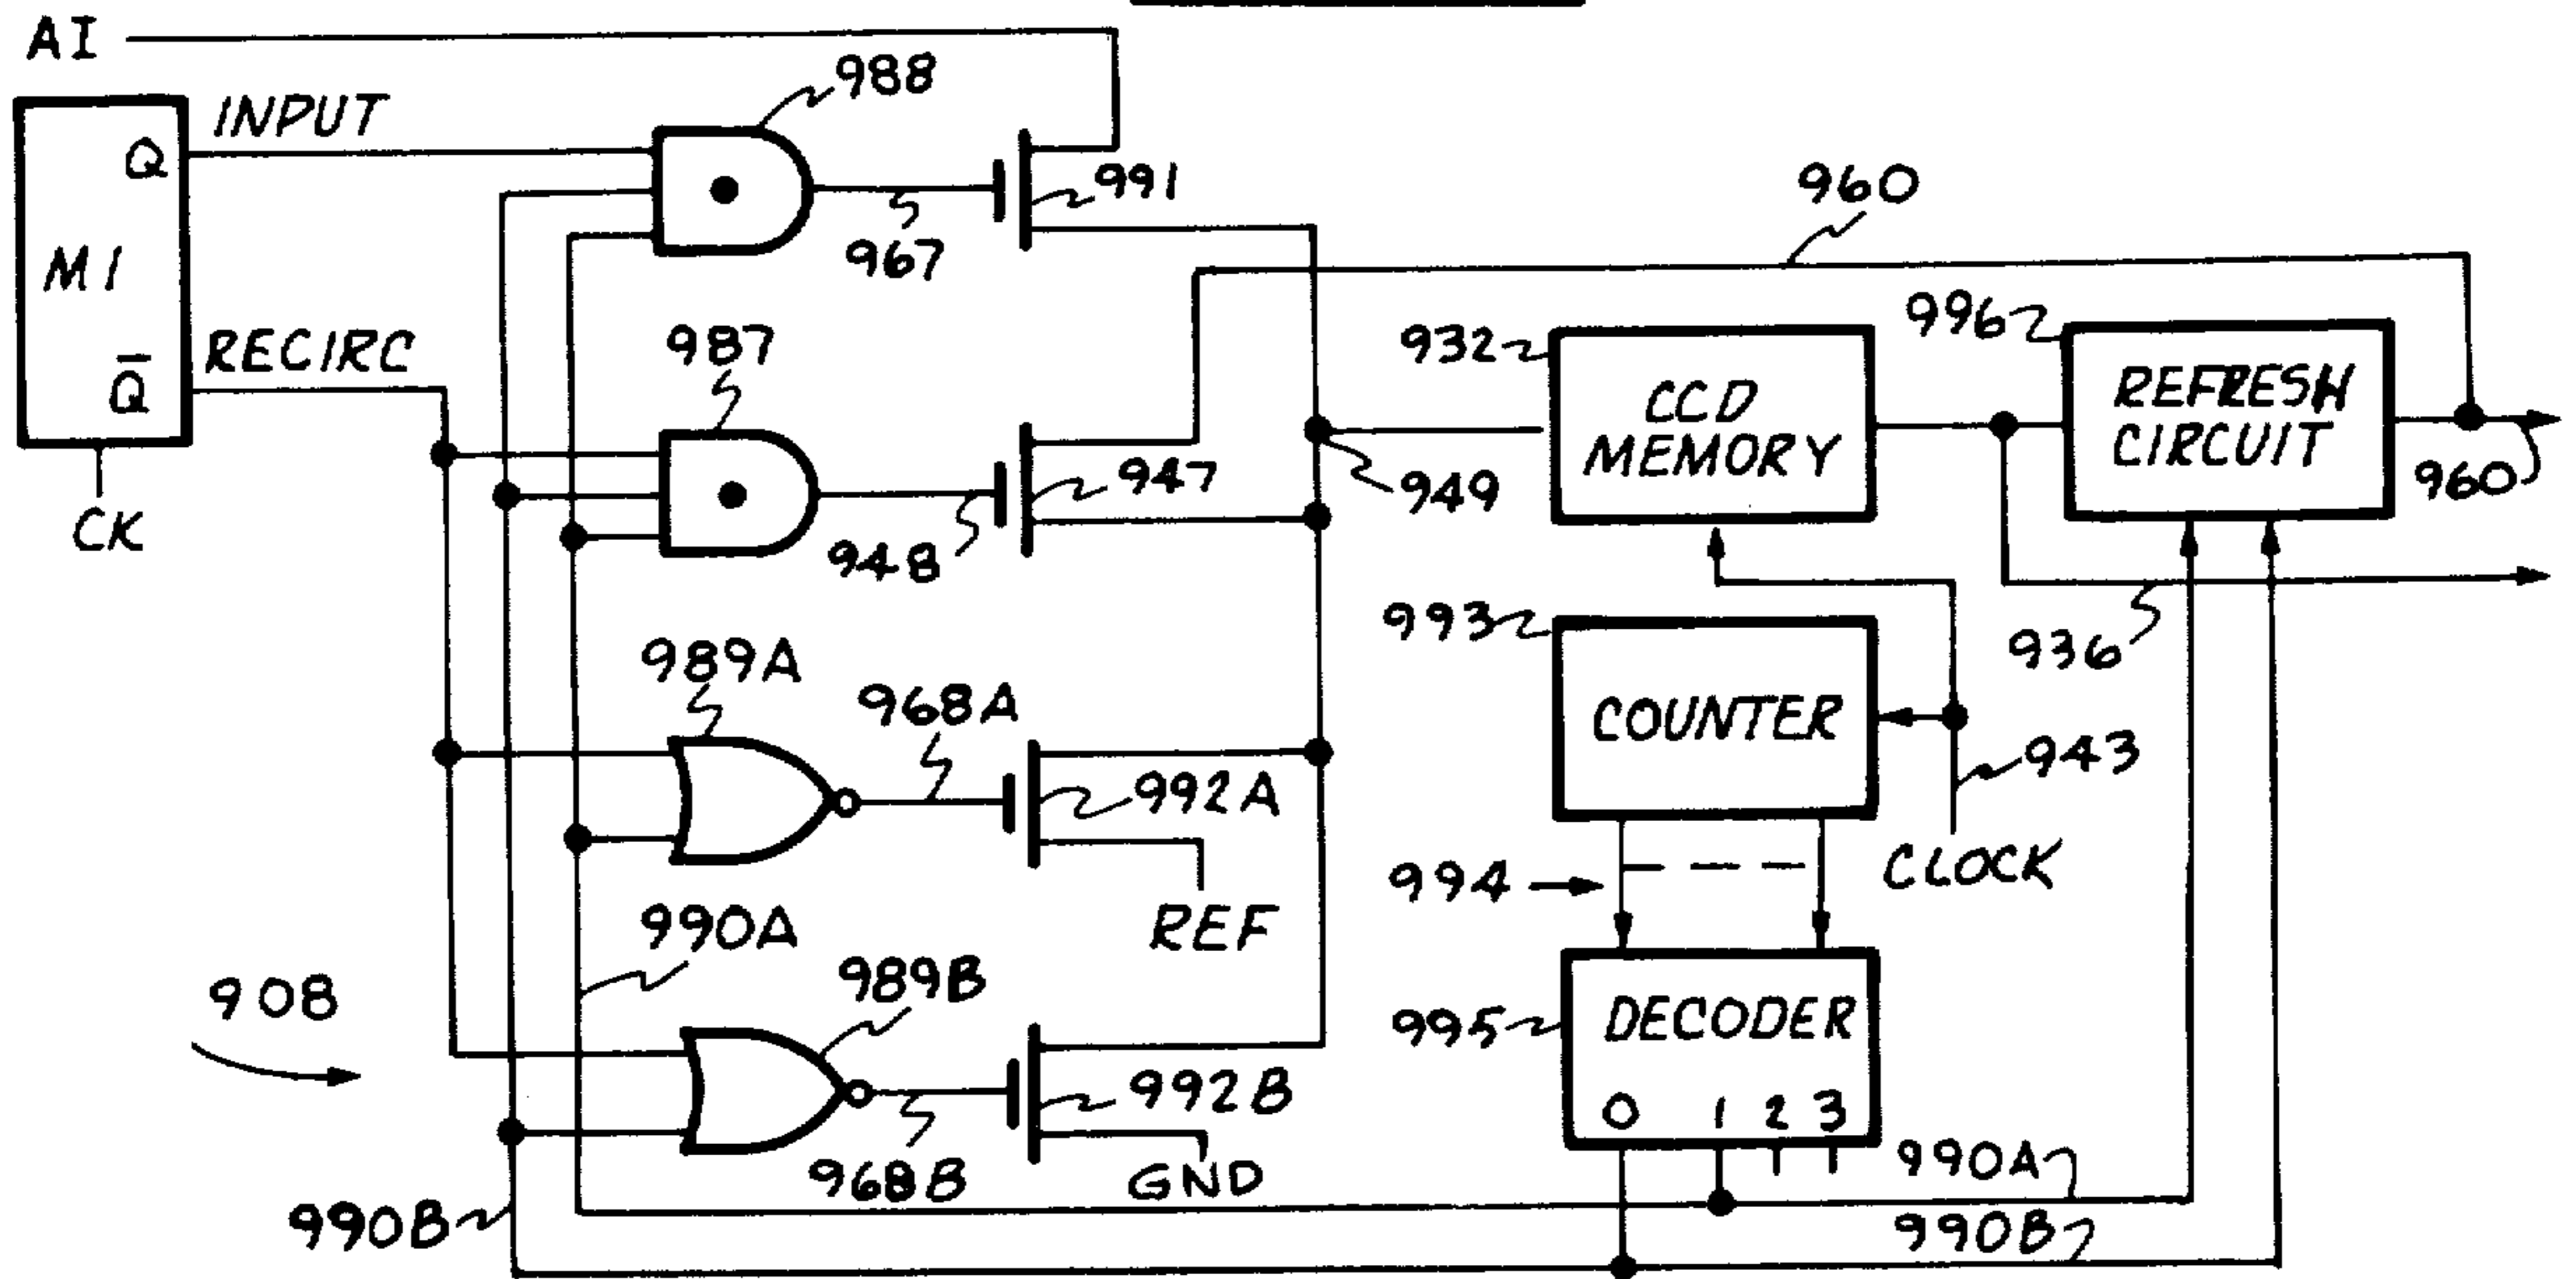 AI
988
INPUT
Q
991
960
967
MI
996
987
932
RECIRC
CCD
MEMORY
REFRESH
CIRCUIT
Q̅
947
949
960
CK
948
993
936
989A
968A
COUNTER
943
992A
994
CLOCK
REF
990A
989B
908
995
DECODER
992B
0 1 2 3
990A
968B
GND
990B
990B